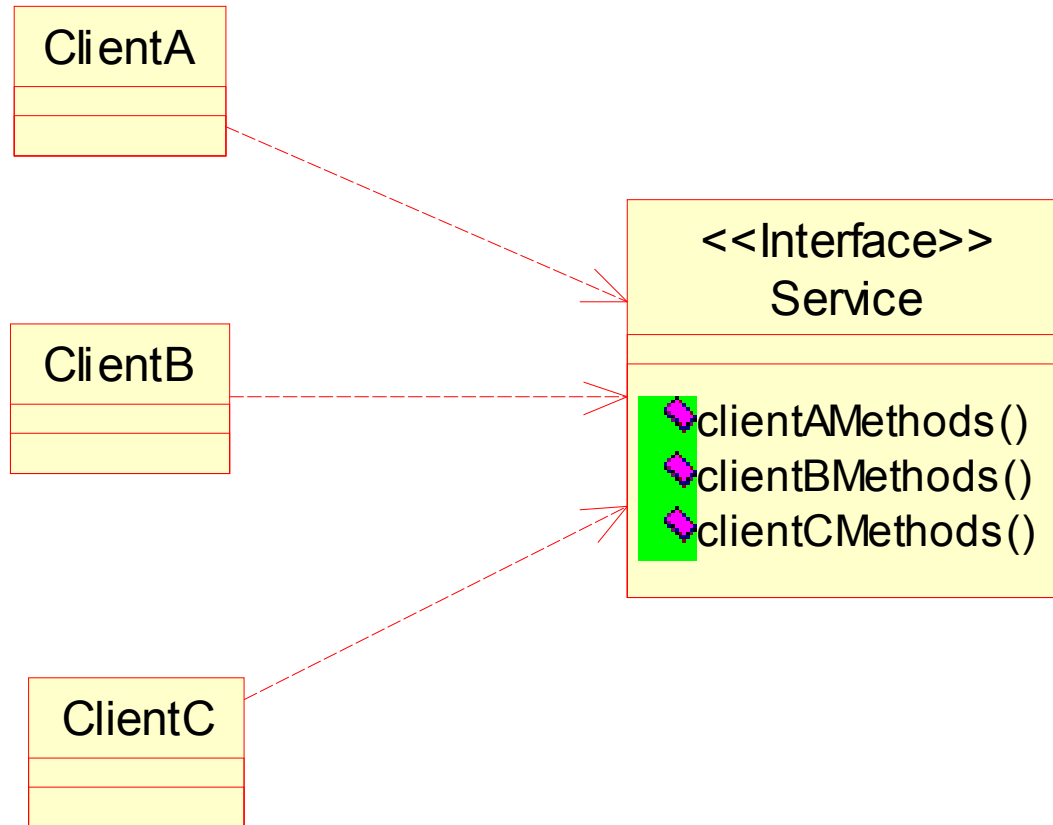 ClientA
<<Interface>>
Service
ClientB
clientAMethods()
clientBMethods()
clientCMethods()
ClientC